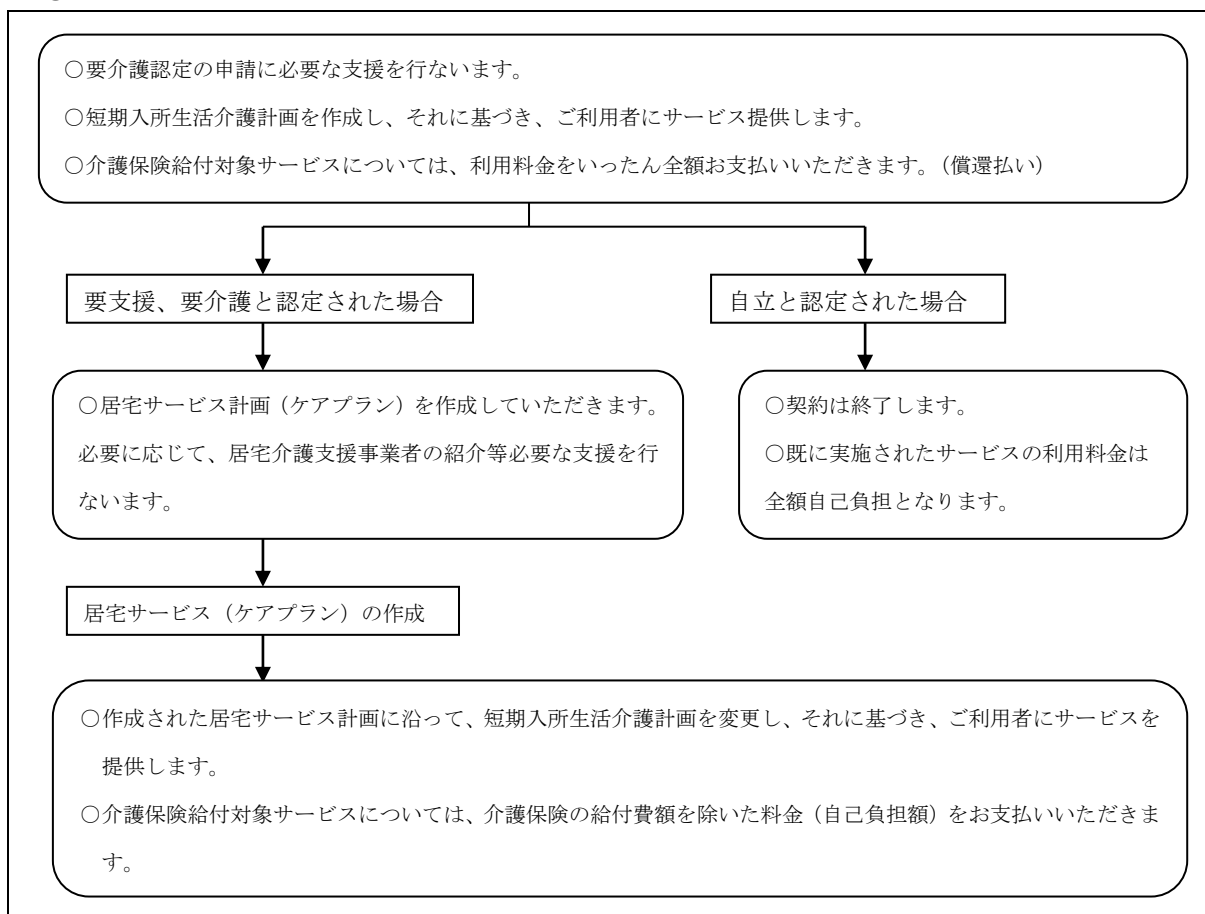 ○要介護認定の申請に必要な支援を行ないます。
○短期入所生活介護計画を作成し、それに基づき、ご利用者にサービス提供します。
○介護保険給付対象サービスについては、利用料金をいったん全額お支払いいただきます。（償還払い）
要支援、要介護と認定された場合
自立と認定された場合
○居宅サービス計画（ケアプラン）を作成していただきます。
必要に応じて、居宅介護支援事業者の紹介等必要な支援を行
ないます。
○契約は終了します。
○既に実施されたサービスの利用料金は
全額自己負担となります。
居宅サービス（ケアプラン）の作成
○作成された居宅サービス計画に沿って、短期入所生活介護計画を変更し、それに基づき、ご利用者にサービスを
提供します。
○介護保険給付対象サービスについては、介護保険の給付費額を除いた料金（自己負担額）をお支払いいただきま
す。